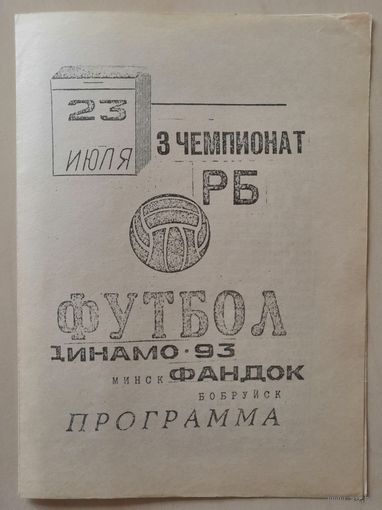 23
ИЮЛЯ
3 ЧЕМПИОНАТ
РБ
ФУТБОЛ
ДИНАМО-93
МИНСК ФАНДОК
БОБРУЙСК
ПРОГРАММА